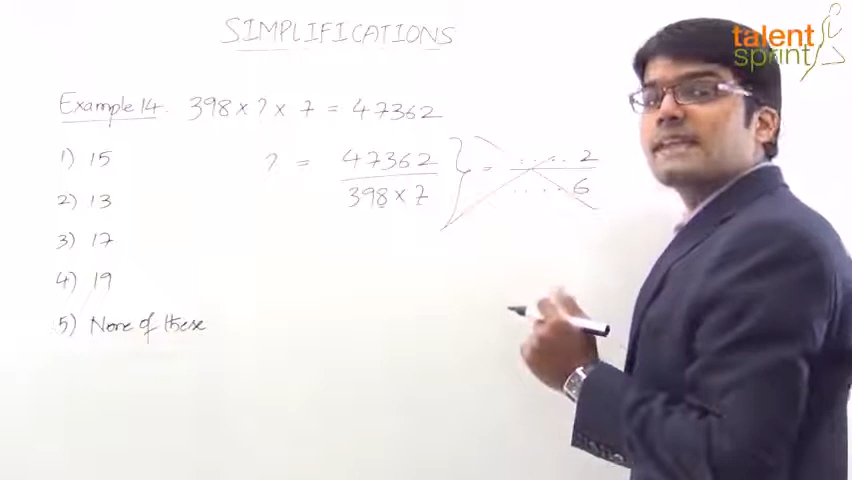 SIMPLIFICATIONS
talent
sprint
Example 14. 398 × ? × 7 = 47362
1) 15
? = 47362 / 398 × 7 } = ..... 2 / .... 6
2) 13
3) 17
4) 19
5) None of these